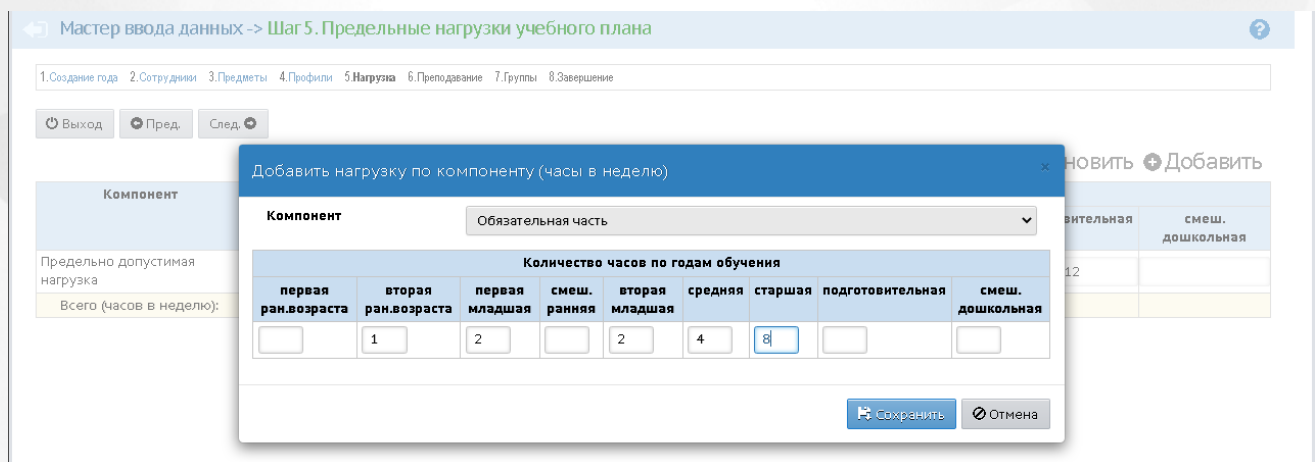 Мастер ввода данных -> Шаг 5. Предельные нагрузки учебного плана
1.Создание года 2.Сотрудники 3.Предметы 4.Профили 5.Нагрузка 6.Преподавание 7.Группы 8.Завершение
Выход Пред. След.
новить Добавить
Добавить нагрузку по компоненту (часы в неделю) ×
Компонент
Компонент Обязательная часть
вительная смеш.
дошкольная
Предельно допустимая
нагрузка
12
Всего (часов в неделю):
Количество часов по годам обучения
первая вторая первая смеш. вторая средняя старшая подготовительная смеш.
ран.возраста ран.возраста младшая ранняя младшая дошкольная
1 2 2 4 8
Сохранить Отмена